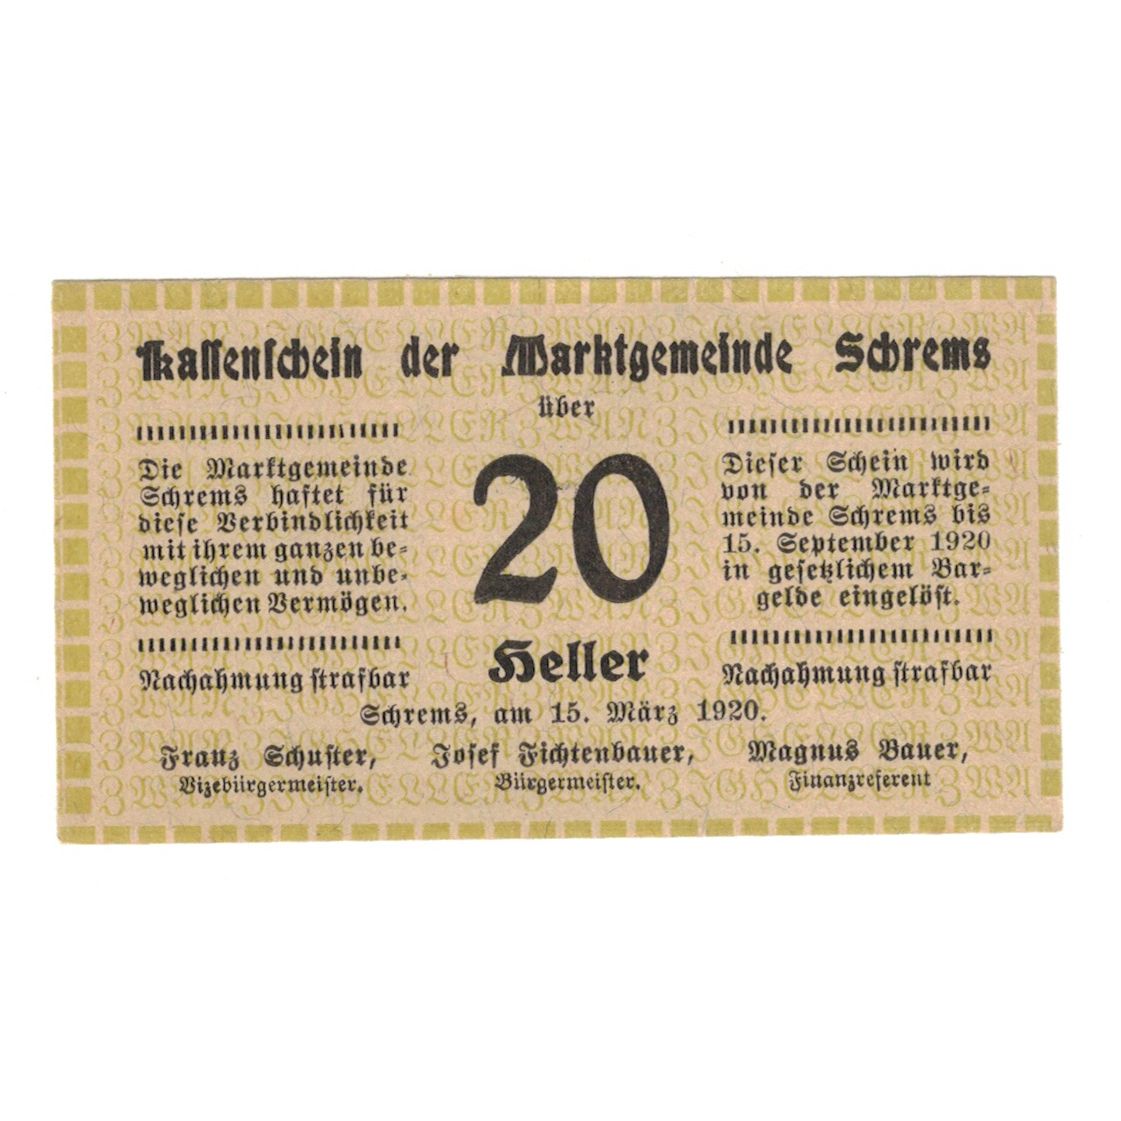 Kassenschein der Marktgemeinde Schrems
über
Die Marktgemeinde
Schrems haftet für
diese Verbindlichkeit
mit ihrem ganzen be-
weglichen und unbe-
weglichen Vermögen.
Nachahmung strafbar
20
Heller
Dieser Schein wird
von der Marktge-
meinde Schrems bis
15. September 1920
in gesetzlichem Bar-
gelde eingelöst.
Nachahmung strafbar
Schrems, am 15. März 1920.
Franz Schuster, Josef Fichtenbauer, Magnus Bauer,
Vizebürgermeister. Bürgermeister. Finanzreferent